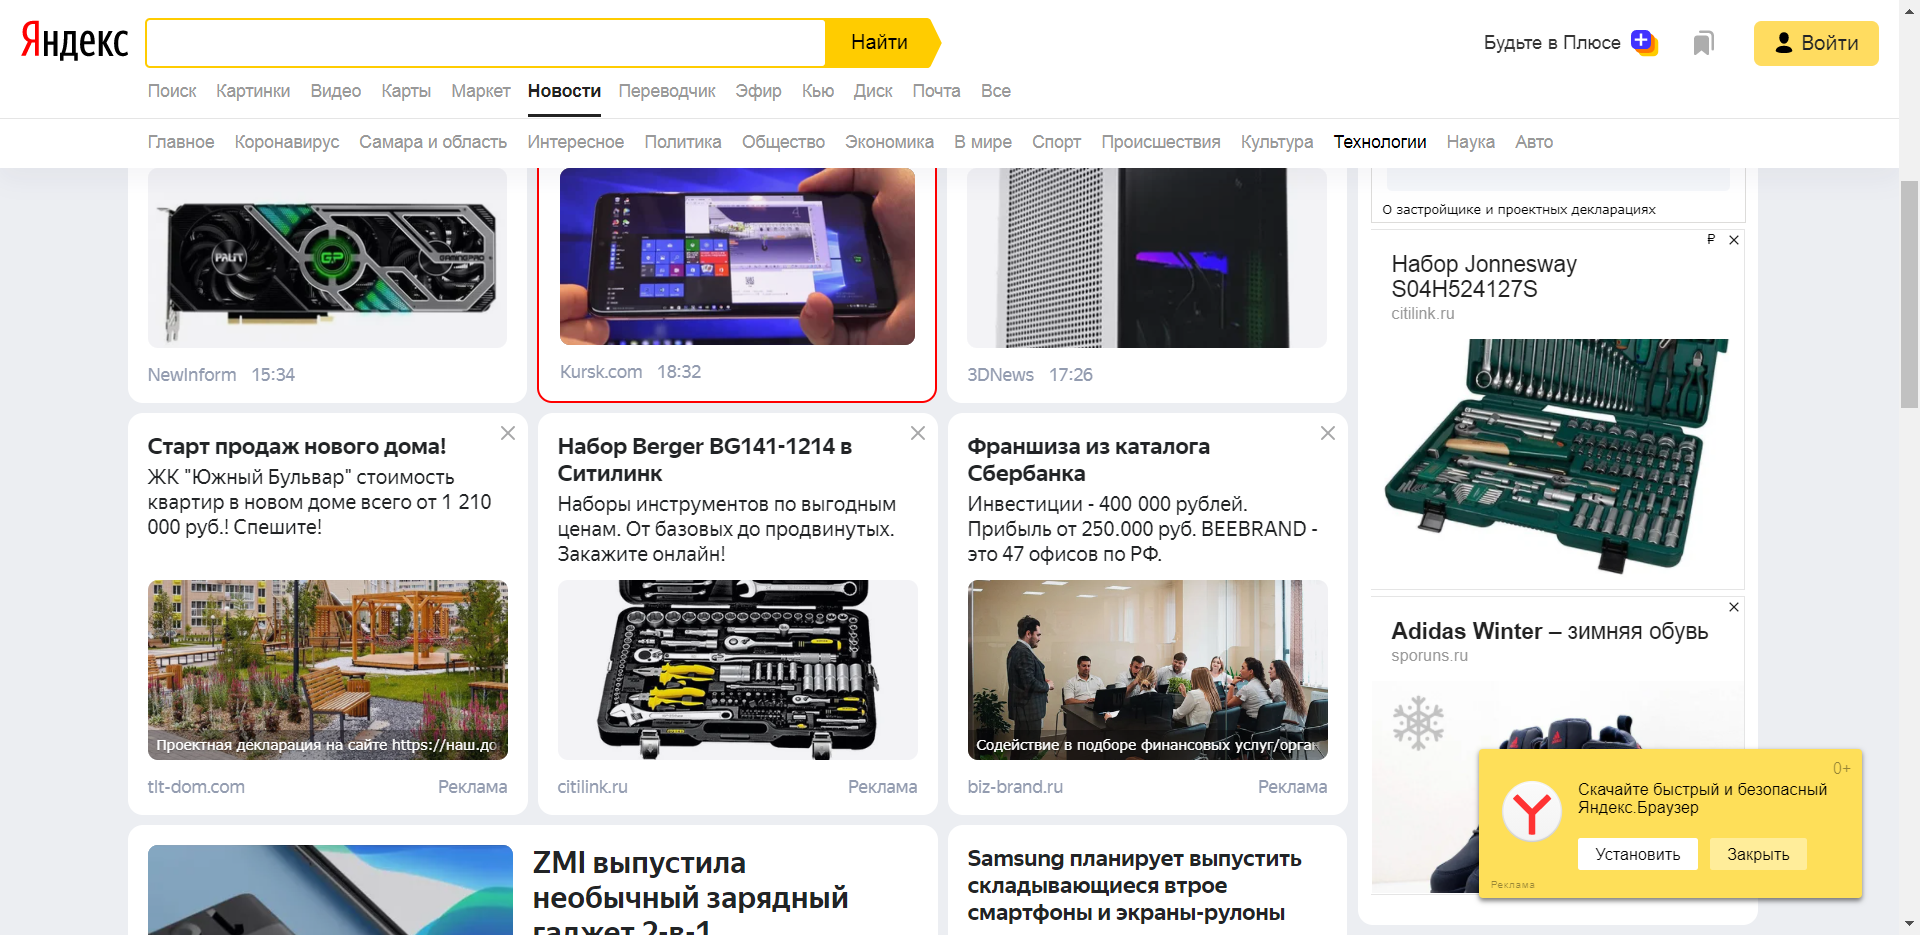 Яндекс
Найти
Будьте в Плюсе
Войти
Поиск Картинки Видео Карты Маркет Новости Переводчик Эфир Кью Диск Почта Все
Главное Коронавирус Самара и область Интересное Политика Общество Экономика В мире Спорт Происшествия Культура Технологии Наука Авто
PALIT
GP
GAMINGPRO
NewInform 15:34
Kursk.com 18:32
3DNews 17:26
Старт продаж нового дома!
ЖК "Южный Бульвар" стоимость
квартир в новом доме всего от 1 210
000 руб.! Спешите!
Проектная декларация на сайте https://наш.до
tlt-dom.com Реклама
Набор Berger BG141-1214 в
Ситилинк
Наборы инструментов по выгодным
ценам. От базовых до продвинутых.
Закажите онлайн!
citilink.ru Реклама
Франшиза из каталога
Сбербанка
Инвестиции - 400 000 рублей.
Прибыль от 250.000 руб. BEEBRAND -
это 47 офисов по РФ.
Содействие в подборе финансовых услуг/орган
biz-brand.ru Реклама
ZMI выпустила
необычный зарядный
гаджет 2-в-1
Samsung планирует выпустить
складывающиеся втрое
смартфоны и экраны-рулоны
О застройщике и проектных декларациях
₽
Набор Jonnesway
S04H524127S
citilink.ru
Adidas Winter – зимняя обувь
sporuns.ru
0+
Скачайте быстрый и безопасный
Яндекс.Браузер
Установить Закрыть
Реклама